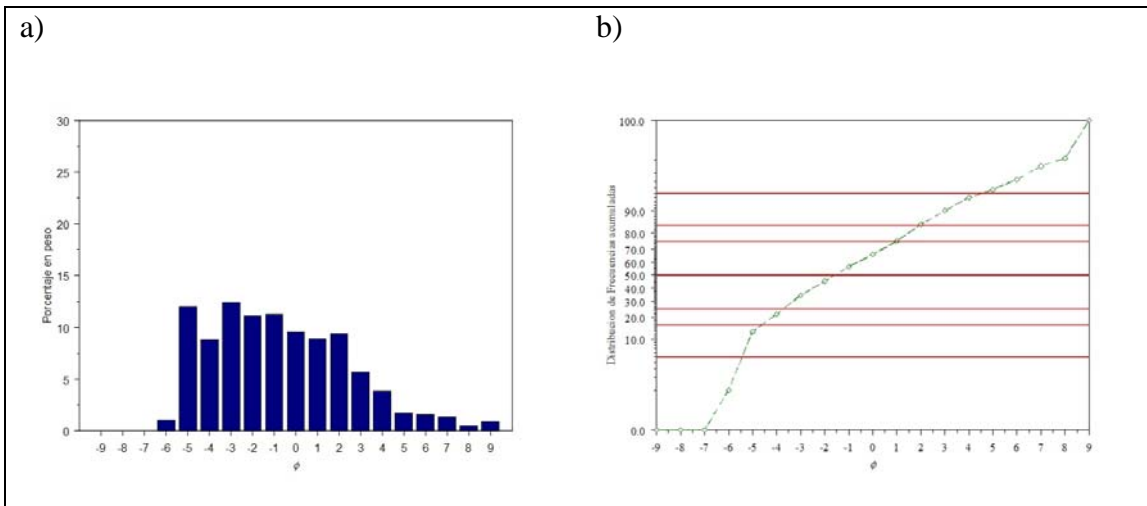 a)
b)
30
25
20
15
10
5
0
Porcentaje en peso
-9 -8 -7 -6 -5 -4 -3 -2 -1 0 1 2 3 4 5 6 7 8 9
ϕ
100.0
90.0
80.0
70.0
60.0
50.0
40.0
30.0
20.0
10.0
0.0
Distribucion de Frecuencias acumuladas
-9 -8 -7 -6 -5 -4 -3 -2 -1 0 1 2 3 4 5 6 7 8 9
ϕ